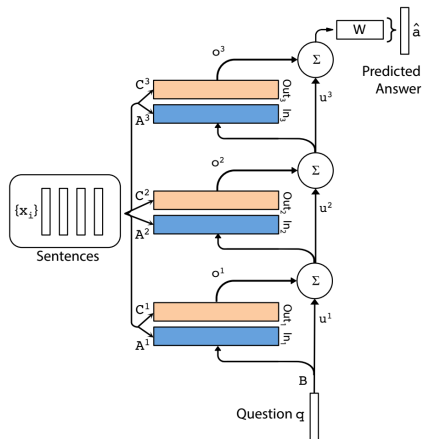 W
â
Predicted
Answer
Σ
o³
u³
C³
Out₃
A³
In₃
Σ
o²
u²
C²
Out₂
A²
In₂
{xᵢ}
Sentences
Σ
o¹
u¹
C¹
Out₁
A¹
In₁
B
Question q